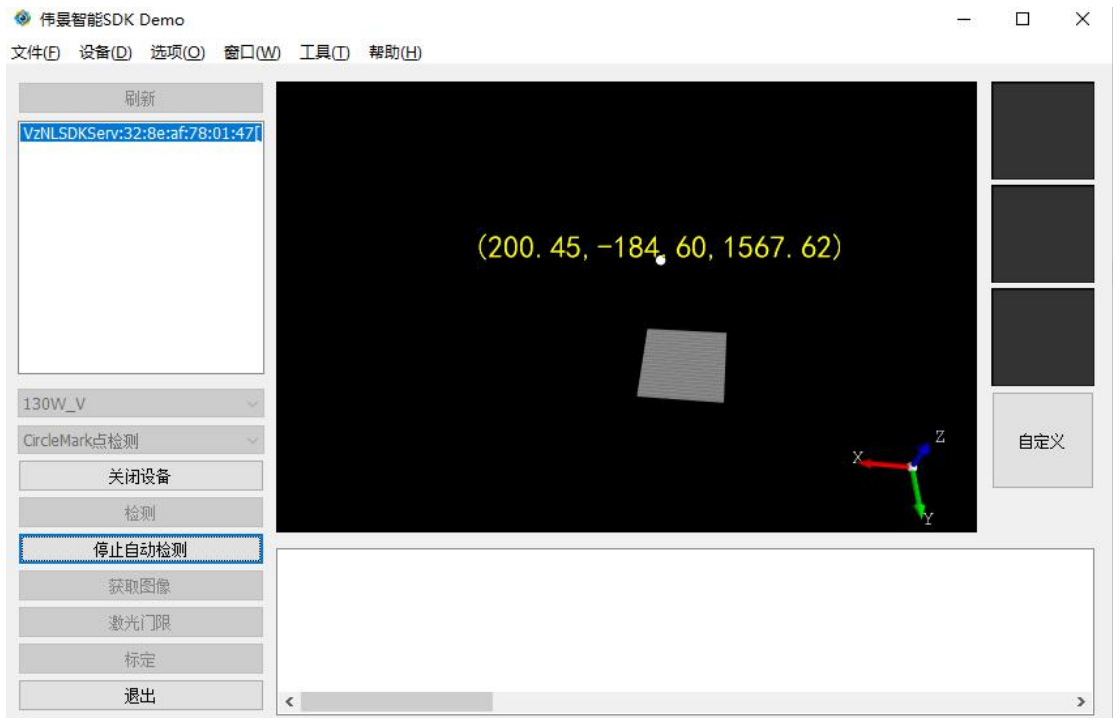 伟景智能SDK Demo
文件(F) 设备(D) 选项(O) 窗口(W) 工具(T) 帮助(H)
刷新
VzNLSDKServ:32:8e:af:78:01:47[
(200.45,-184.60,1567.62)
130W_V
CircleMark点检测
关闭设备
检测
停止自动检测
获取图像
激光门限
标定
退出
X
Z
Y
自定义